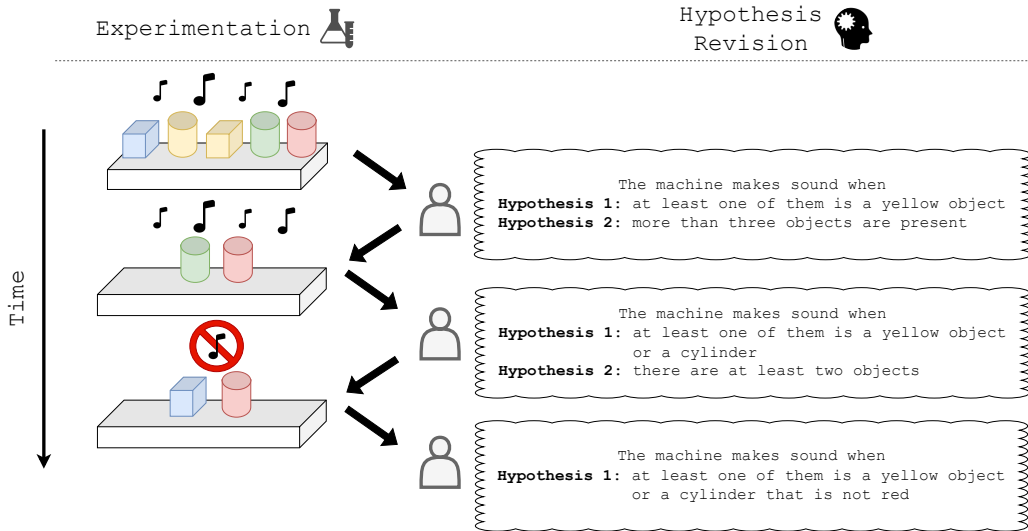 Experimentation
Hypothesis
Revision
Time
The machine makes sound when
Hypothesis 1: at least one of them is a yellow object
Hypothesis 2: more than three objects are present
The machine makes sound when
Hypothesis 1: at least one of them is a yellow object
or a cylinder
Hypothesis 2: there are at least two objects
The machine makes sound when
Hypothesis 1: at least one of them is a yellow object
or a cylinder that is not red